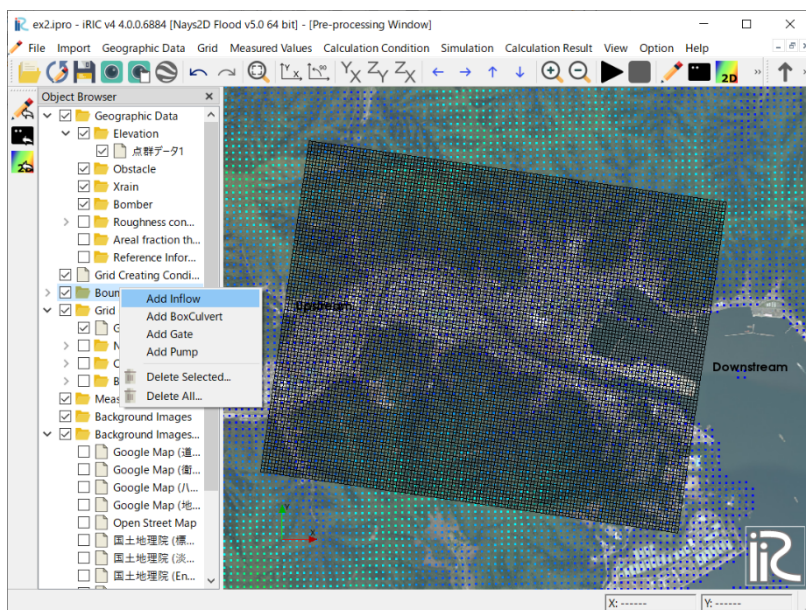 ex2.ipro - iRIC v4 4.0.0.6884 [Nays2D Flood v5.0 64 bit] - [Pre-processing Window]
File Import Geographic Data Grid Measured Values Calculation Condition Simulation Calculation Result View Option Help
2D
Object Browser
Geographic Data
Elevation
点群データ1
Obstacle
Xrain
Bomber
Roughness con...
Areal fraction th...
Reference Infor...
Grid Creating Condi...
Boun
Add Inflow
Add BoxCulvert
Add Gate
Add Pump
Delete Selected...
Delete All...
Grid
G
N
C
B
Meas
Background Images
Background Images...
Google Map (道...
Google Map (衛...
Google Map (ハ...
Google Map (地...
Open Street Map
国土地理院 (標...
国土地理院 (淡...
国土地理院 (En...
Upstream
Downstream
Y
X
iRIC
X: ------
Y: ------